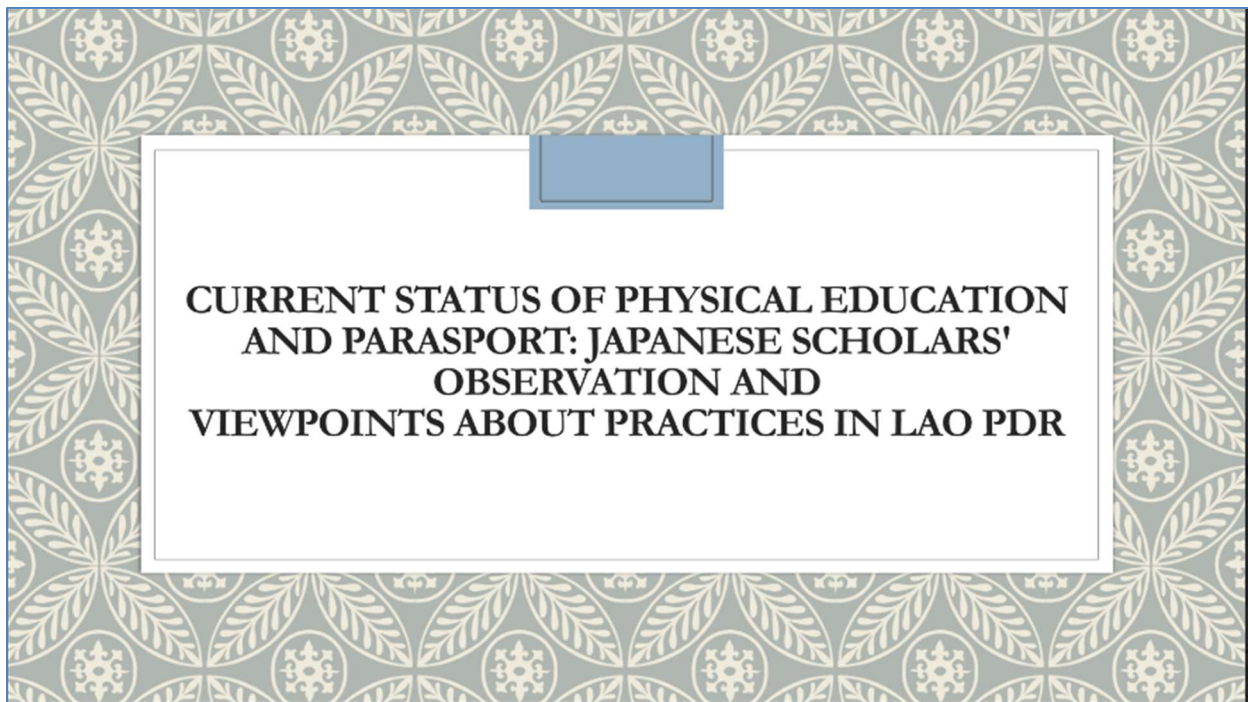 CURRENT STATUS OF PHYSICAL EDUCATION
AND PARASPORT: JAPANESE SCHOLARS'
OBSERVATION AND
VIEWPOINTS ABOUT PRACTICES IN LAO PDR